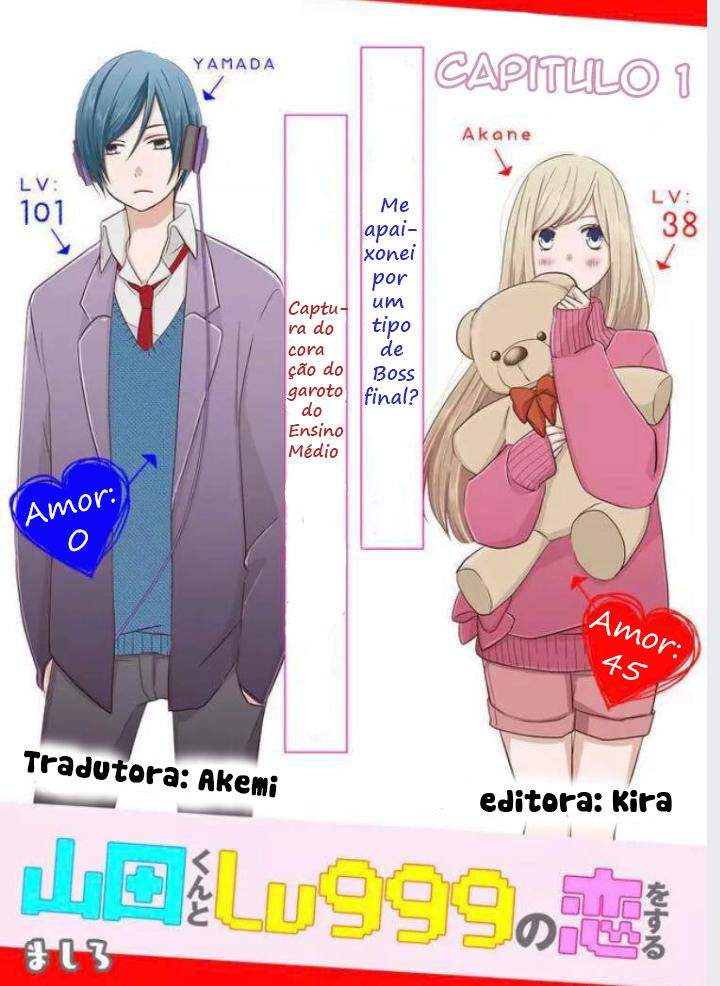 CAPITULO 1
YAMADA
LV:
101
Akane
LV:
38
Me
apai-
xonei
por
um
tipo
de
Boss
final?
Captu-
ra do
cora
ção do
garoto
do
Ensino
Médio
Amor:
0
Amor:
45
Tradutora: Akemi
editora: Kira
山田くんとLv999の恋をする
ましろ